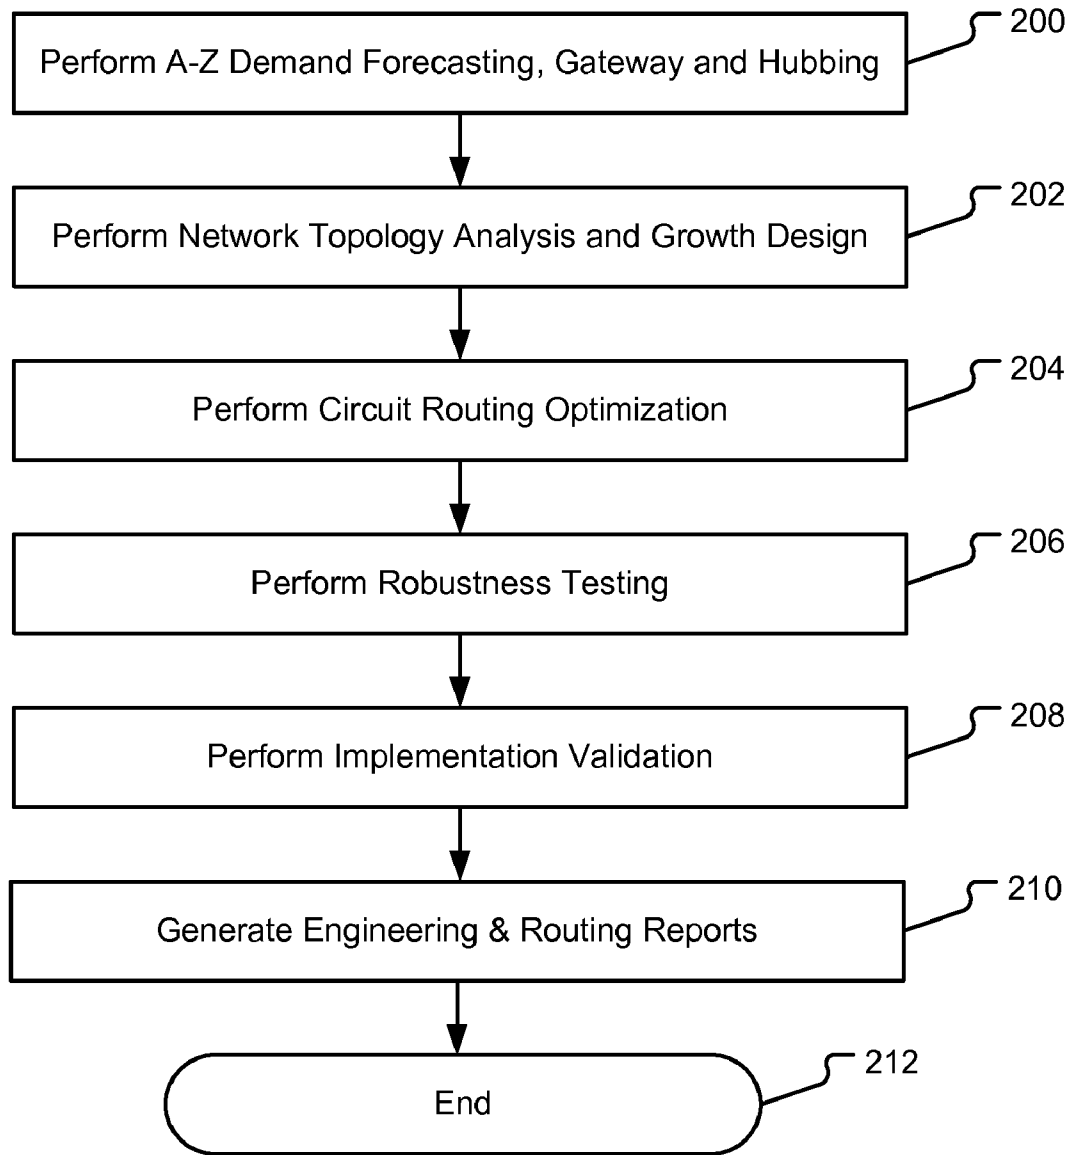 200
Perform A-Z Demand Forecasting, Gateway and Hubbing
202
Perform Network Topology Analysis and Growth Design
204
Perform Circuit Routing Optimization
206
Perform Robustness Testing
208
Perform Implementation Validation
210
Generate Engineering & Routing Reports
212
End